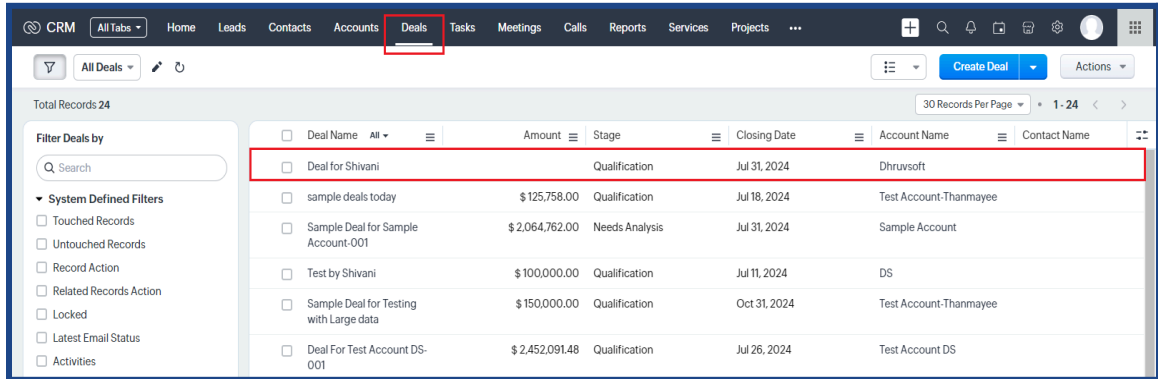 CRM All Tabs Home Leads Contacts Accounts Deals Tasks Meetings Calls Reports Services Projects •••
All Deals Create Deal Actions
Total Records 24 30 Records Per Page • 1 - 24
Filter Deals by Deal Name All Amount Stage Closing Date Account Name Contact Name
Search Deal for Shivani Qualification Jul 31, 2024 Dhruvsoft
System Defined Filters sample deals today $ 125,758.00 Qualification Jul 18, 2024 Test Account-Thanmayee
Touched Records
Sample Deal for Sample $ 2,064,762.00 Needs Analysis Jul 31, 2024 Sample Account
Untouched Records Account-001
Record Action Test by Shivani $ 100,000.00 Qualification Jul 11, 2024 DS
Related Records Action
Sample Deal for Testing $ 150,000.00 Qualification Oct 31, 2024 Test Account-Thanmayee
Locked with Large data
Latest Email Status
Deal For Test Account DS- $ 2,452,091.48 Qualification Jul 26, 2024 Test Account DS
Activities 001